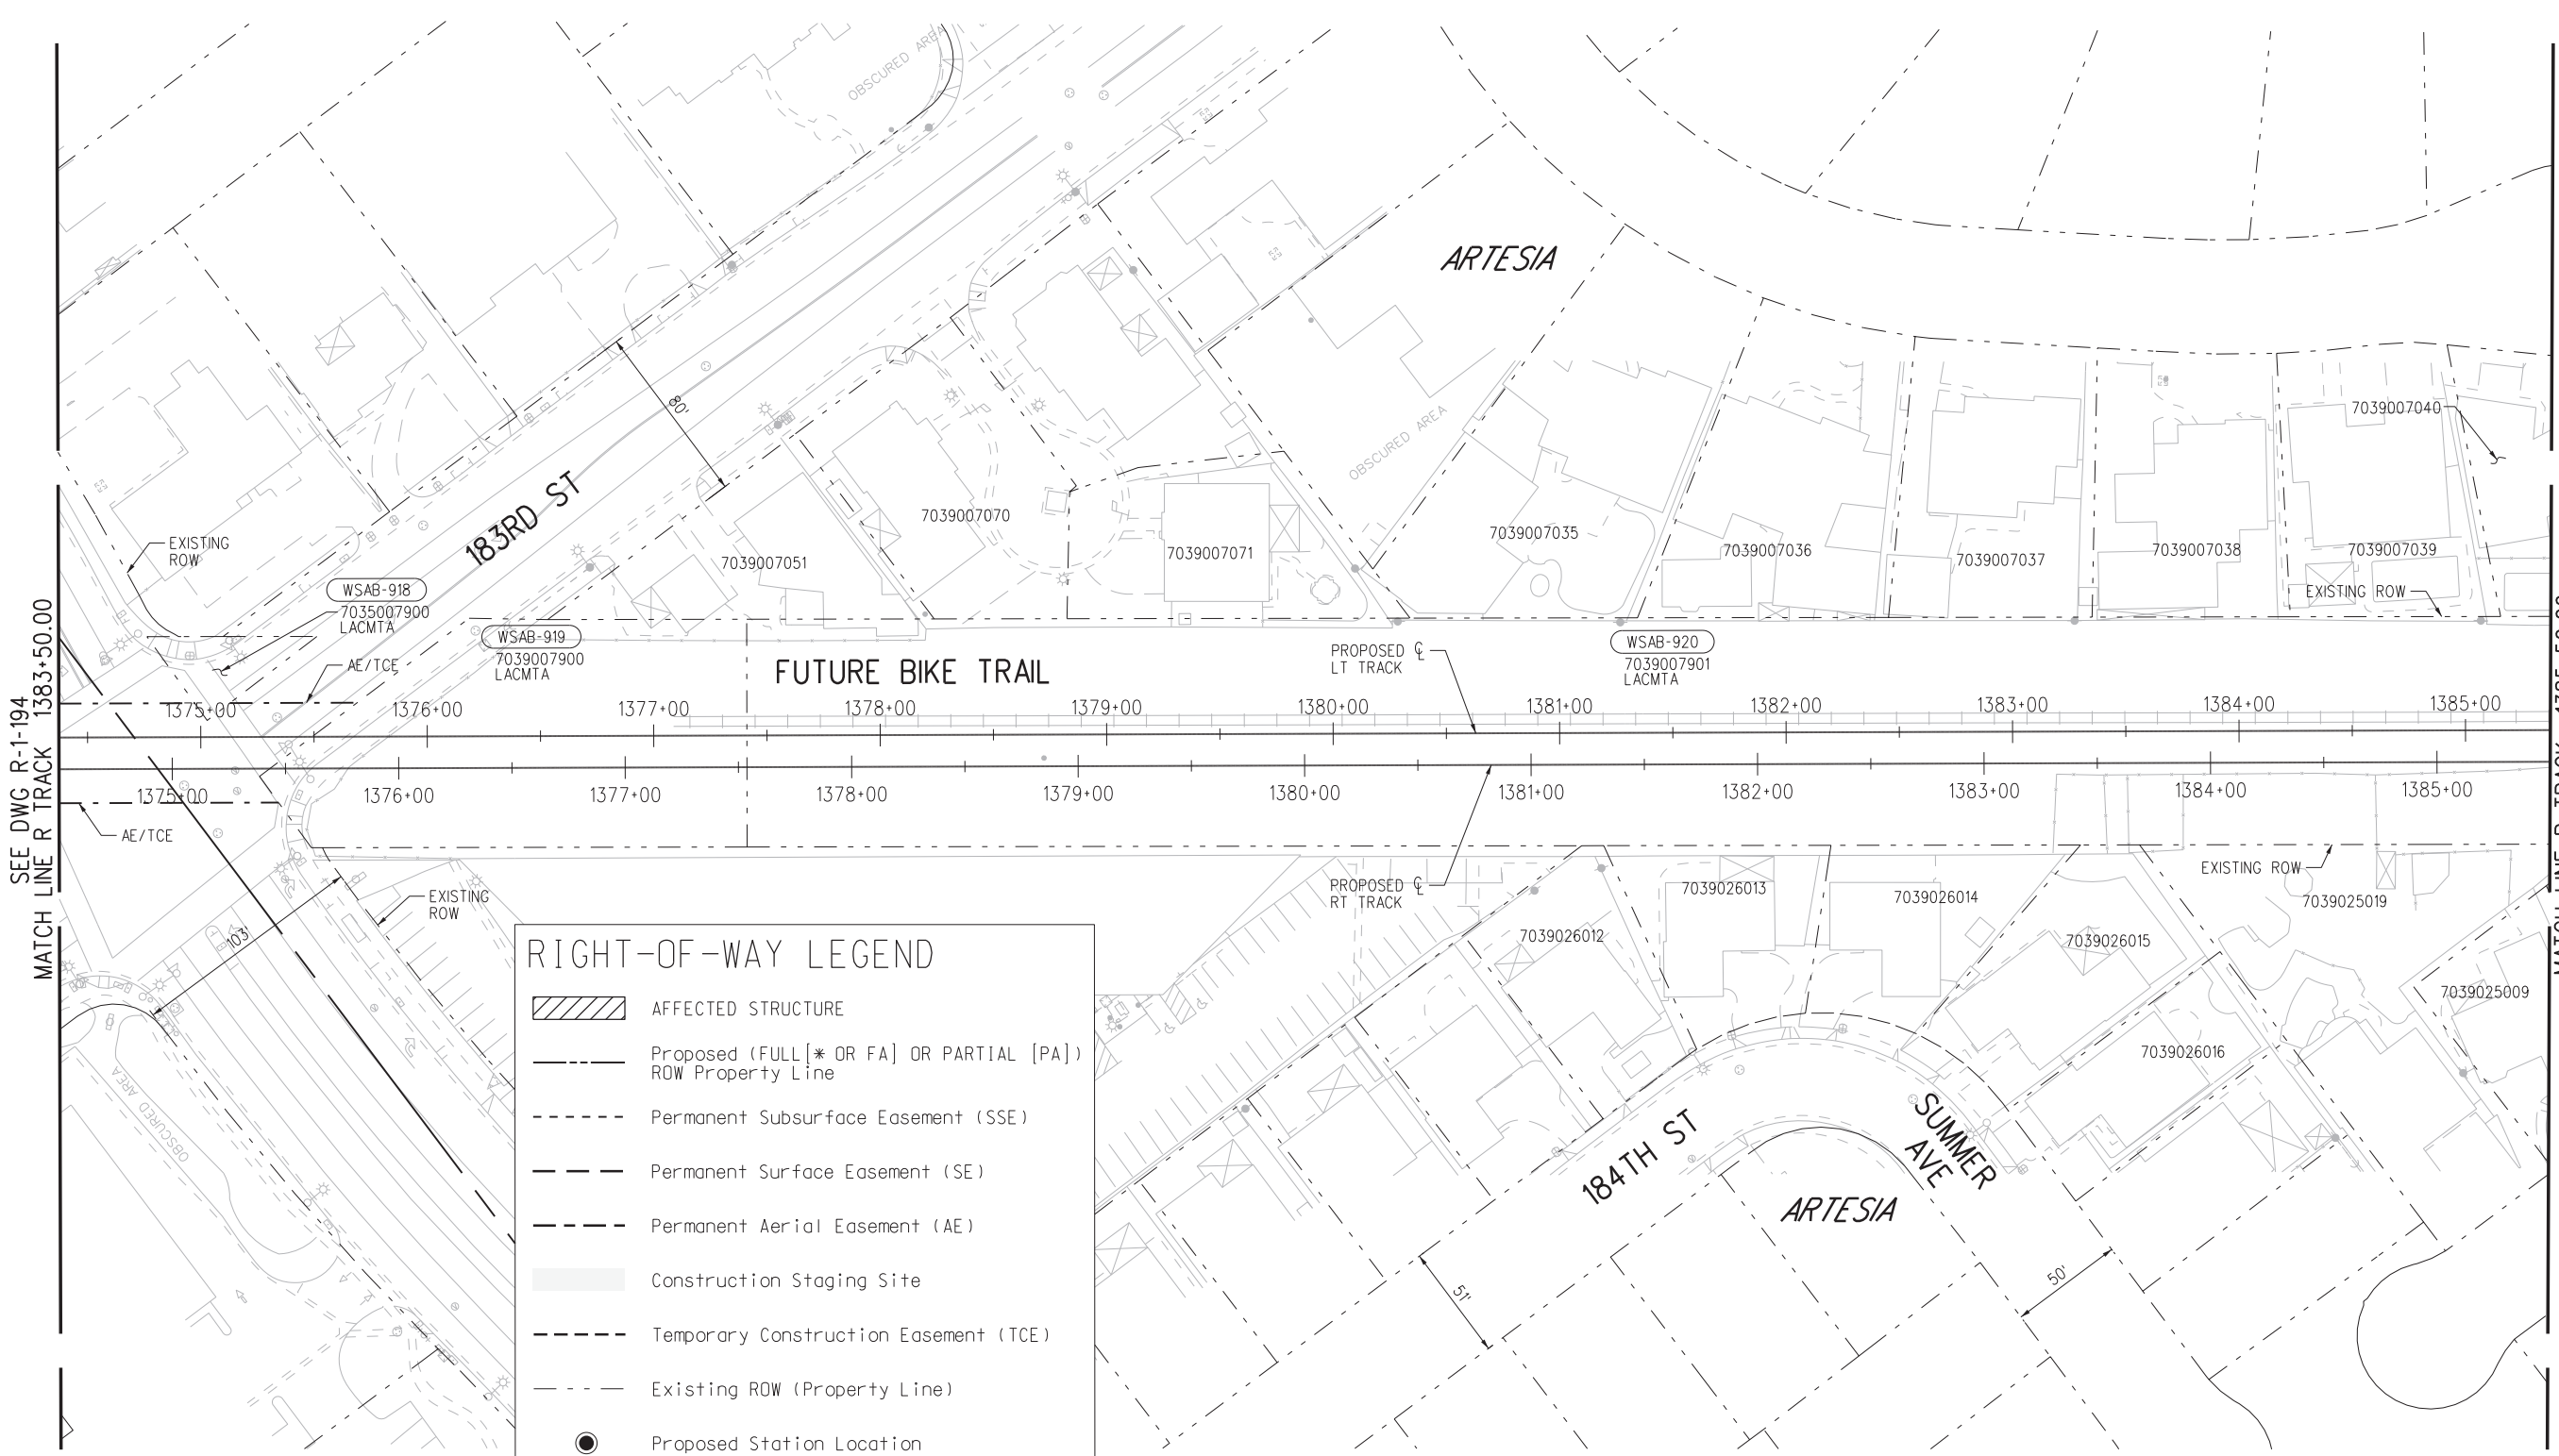 OBSCURED AREA
ARTESIA
80'
183RD ST
7039007040
OBSCURED AREA
7039007070
7039007035
EXISTING
ROW
7039007051
7039007071
7039007036
7039007037
7039007038
7039007039
EXISTING ROW
WSAB-918
7035007900
LACMTA
WSAB-919
7039007900
LACMTA
WSAB-920
7039007901
LACMTA
AE/TCE
FUTURE BIKE TRAIL
PROPOSED CL
LT TRACK
1375+00
1376+00
1377+00
1378+00
1379+00
1380+00
1381+00
1382+00
1383+00
1384+00
1385+00
SEE DWG R-1-194
MATCH LINE R TRACK 1383+50.00
1375+00
1376+00
1377+00
1378+00
1379+00
1380+00
1381+00
1382+00
1383+00
1384+00
1385+00
AE/TCE
EXISTING
ROW
PROPOSED CL
RT TRACK
EXISTING ROW
7039026013
7039026014
7039025019
7039026012
7039026015
103'
7039025009
7039026016
OBSCURED AREA
184TH ST
SUMMER
AVE
ARTESIA
51'
50'
RIGHT-OF-WAY LEGEND
AFFECTED STRUCTURE
Proposed (FULL[* OR FA] OR PARTIAL [PA])
ROW Property Line
Permanent Subsurface Easement (SSE)
Permanent Surface Easement (SE)
Permanent Aerial Easement (AE)
Construction Staging Site
Temporary Construction Easement (TCE)
Existing ROW (Property Line)
Proposed Station Location